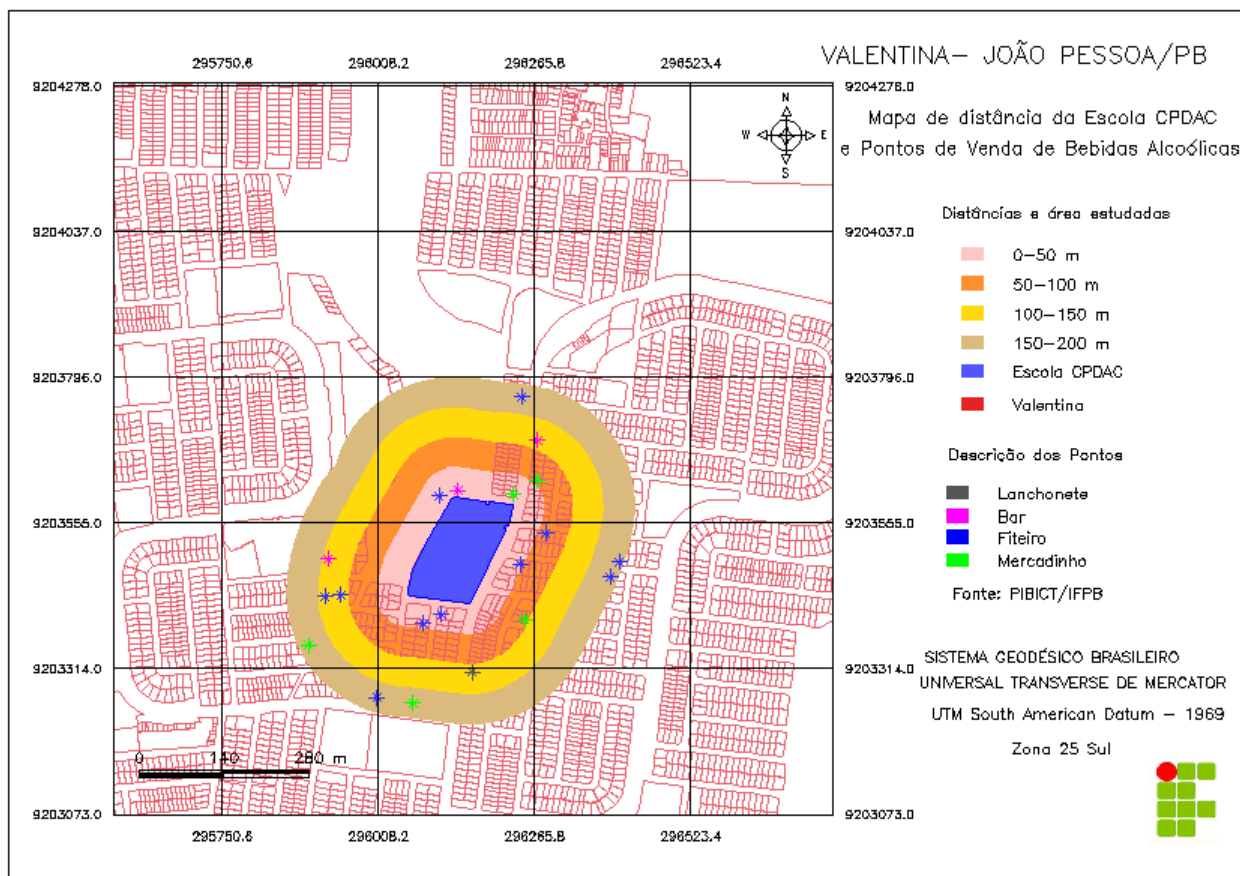 VALENTINA– JOÃO PESSOA/PB
Mapa de distância da Escola CPDAC
e Pontos de Venda de Bebidas Alcoólicas
295750.6 296008.2 296265.8 296523.4
9204278.0 9204278.0
N
W E
S
9204037.0 9204037.0
9203796.0 9203796.0
9203555.0 9203555.0
9203314.0 9203314.0
9203073.0 9203073.0
0 140 280 m
295750.6 296008.2 296265.8 296523.4
Distâncias e área estudadas
0–50 m
50–100 m
100–150 m
150–200 m
Escola CPDAC
Valentina
Descrição dos Pontos
Lanchonete
Bar
Fiteiro
Mercadinho
Fonte: PIBICT/IFPB
SISTEMA GEODÉSICO BRASILEIRO
UNIVERSAL TRANSVERSE DE MERCATOR
UTM South American Datum – 1969
Zona 25 Sul